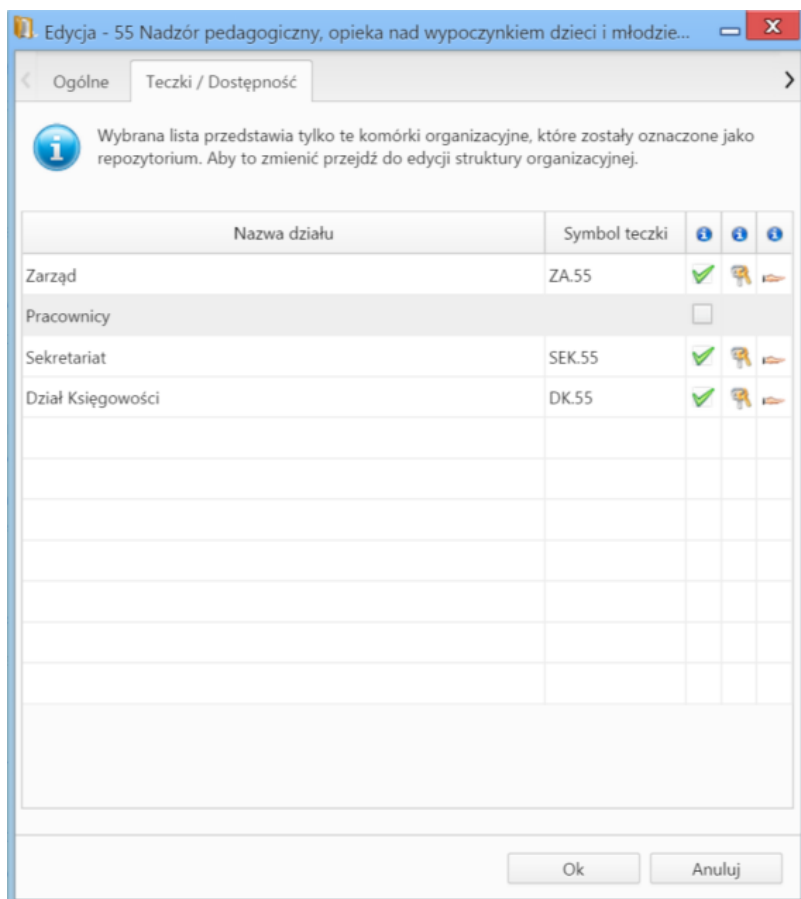 Edycja - 55 Nadzór pedagogiczny, opieka nad wypoczynkiem dzieci i młodzie...
Ogólne Teczki / Dostępność
Wybrana lista przedstawia tylko te komórki organizacyjne, które zostały oznaczone jako
repozytorium. Aby to zmienić przejdź do edycji struktury organizacyjnej.
Nazwa działu Symbol teczki
Zarząd ZA.55
Pracownicy
Sekretariat SEK.55
Dział Księgowości DK.55
Ok Anuluj